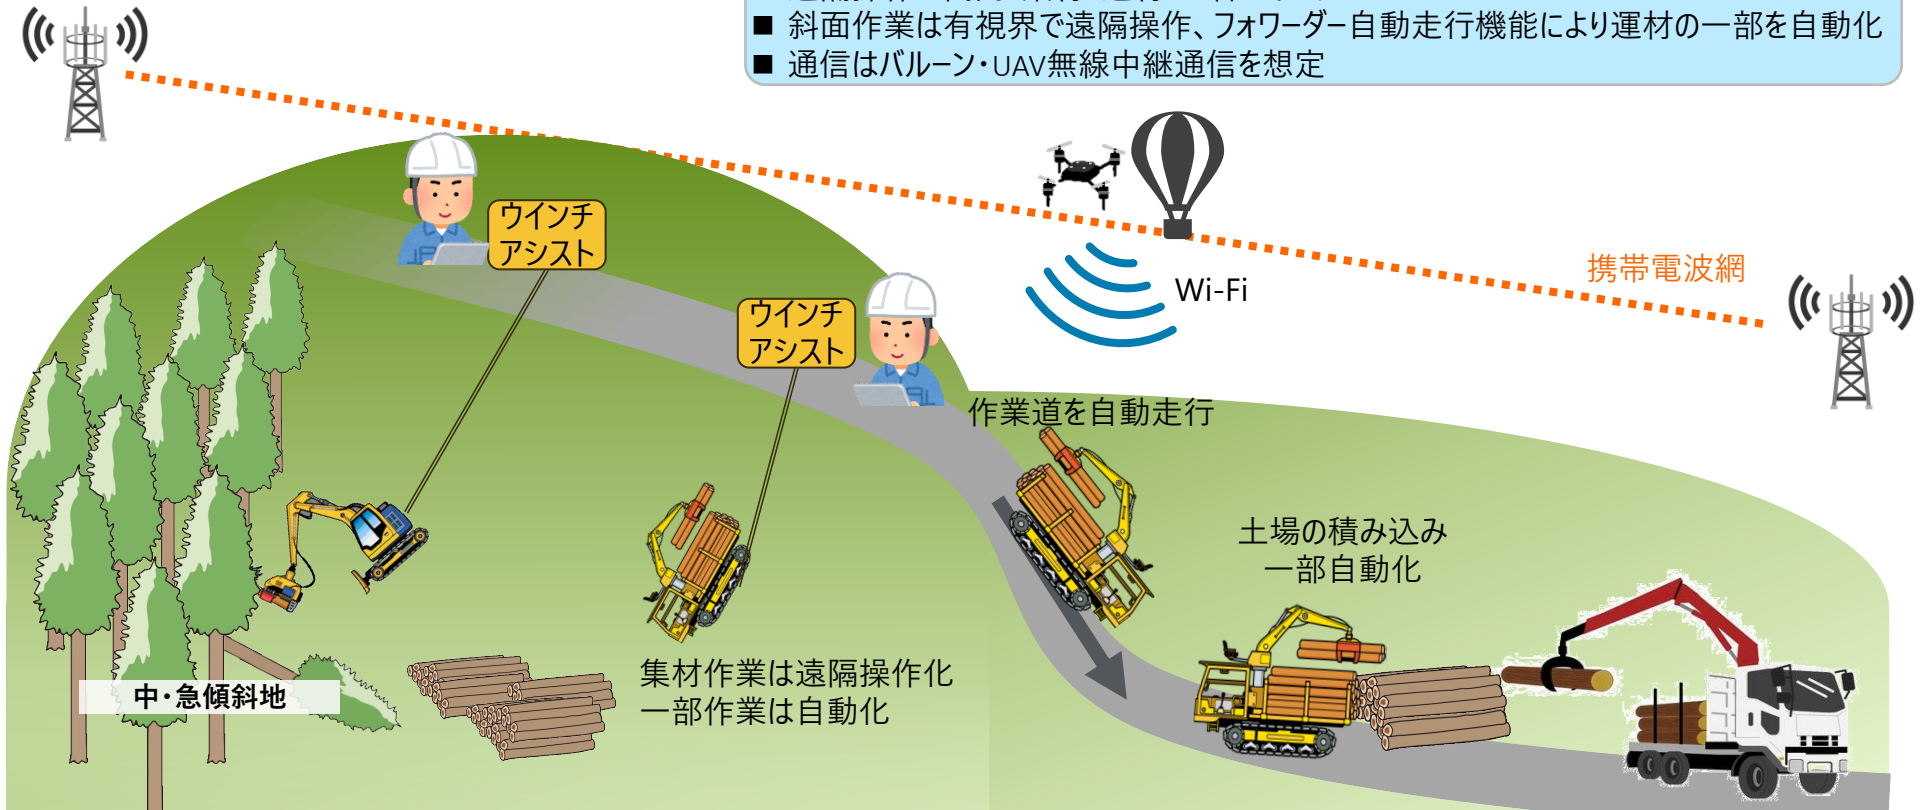 ■ 斜面作業は有視界で遠隔操作、フォワーダー自動走行機能により運材の一部を自動化
■ 通信はバルーン・UAV無線中継通信を想定
ウインチ
アシスト
ウインチ
アシスト
Wi-Fi
携帯電波網
作業道を自動走行
土場の積み込み
一部自動化
集材作業は遠隔操作化
一部作業は自動化
中・急傾斜地